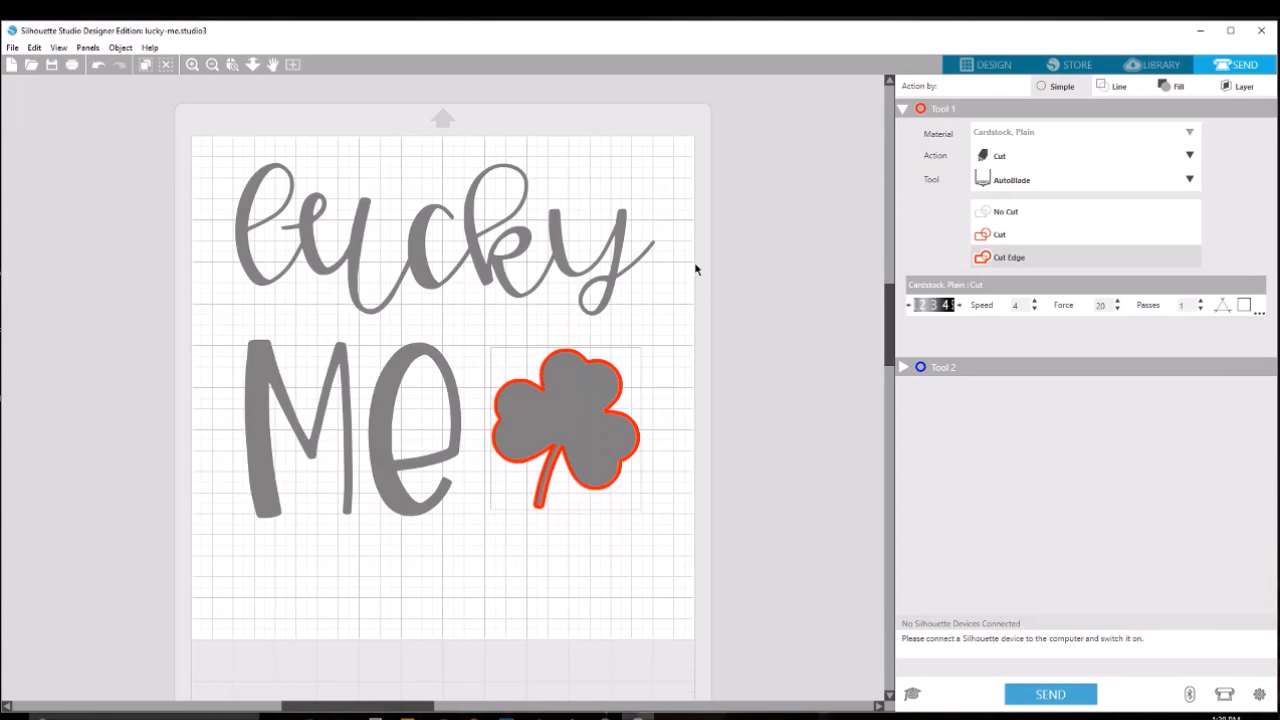 Silhouette Studio Designer Edition: lucky-me.studio3
File Edit View Panels Object Help
DESIGN STORE LIBRARY SEND
Action by: Simple Line Fill Layer
Tool 1
Material Cardstock, Plain
Action Cut
Tool AutoBlade
No Cut
Cut
Cut Edge
Cardstock, Plain : Cut
2 3 4 Speed 4 Force 20 Passes 1
Tool 2
lucky
Me
No Silhouette Devices Connected
Please connect a Silhouette device to the computer and switch it on.
SEND